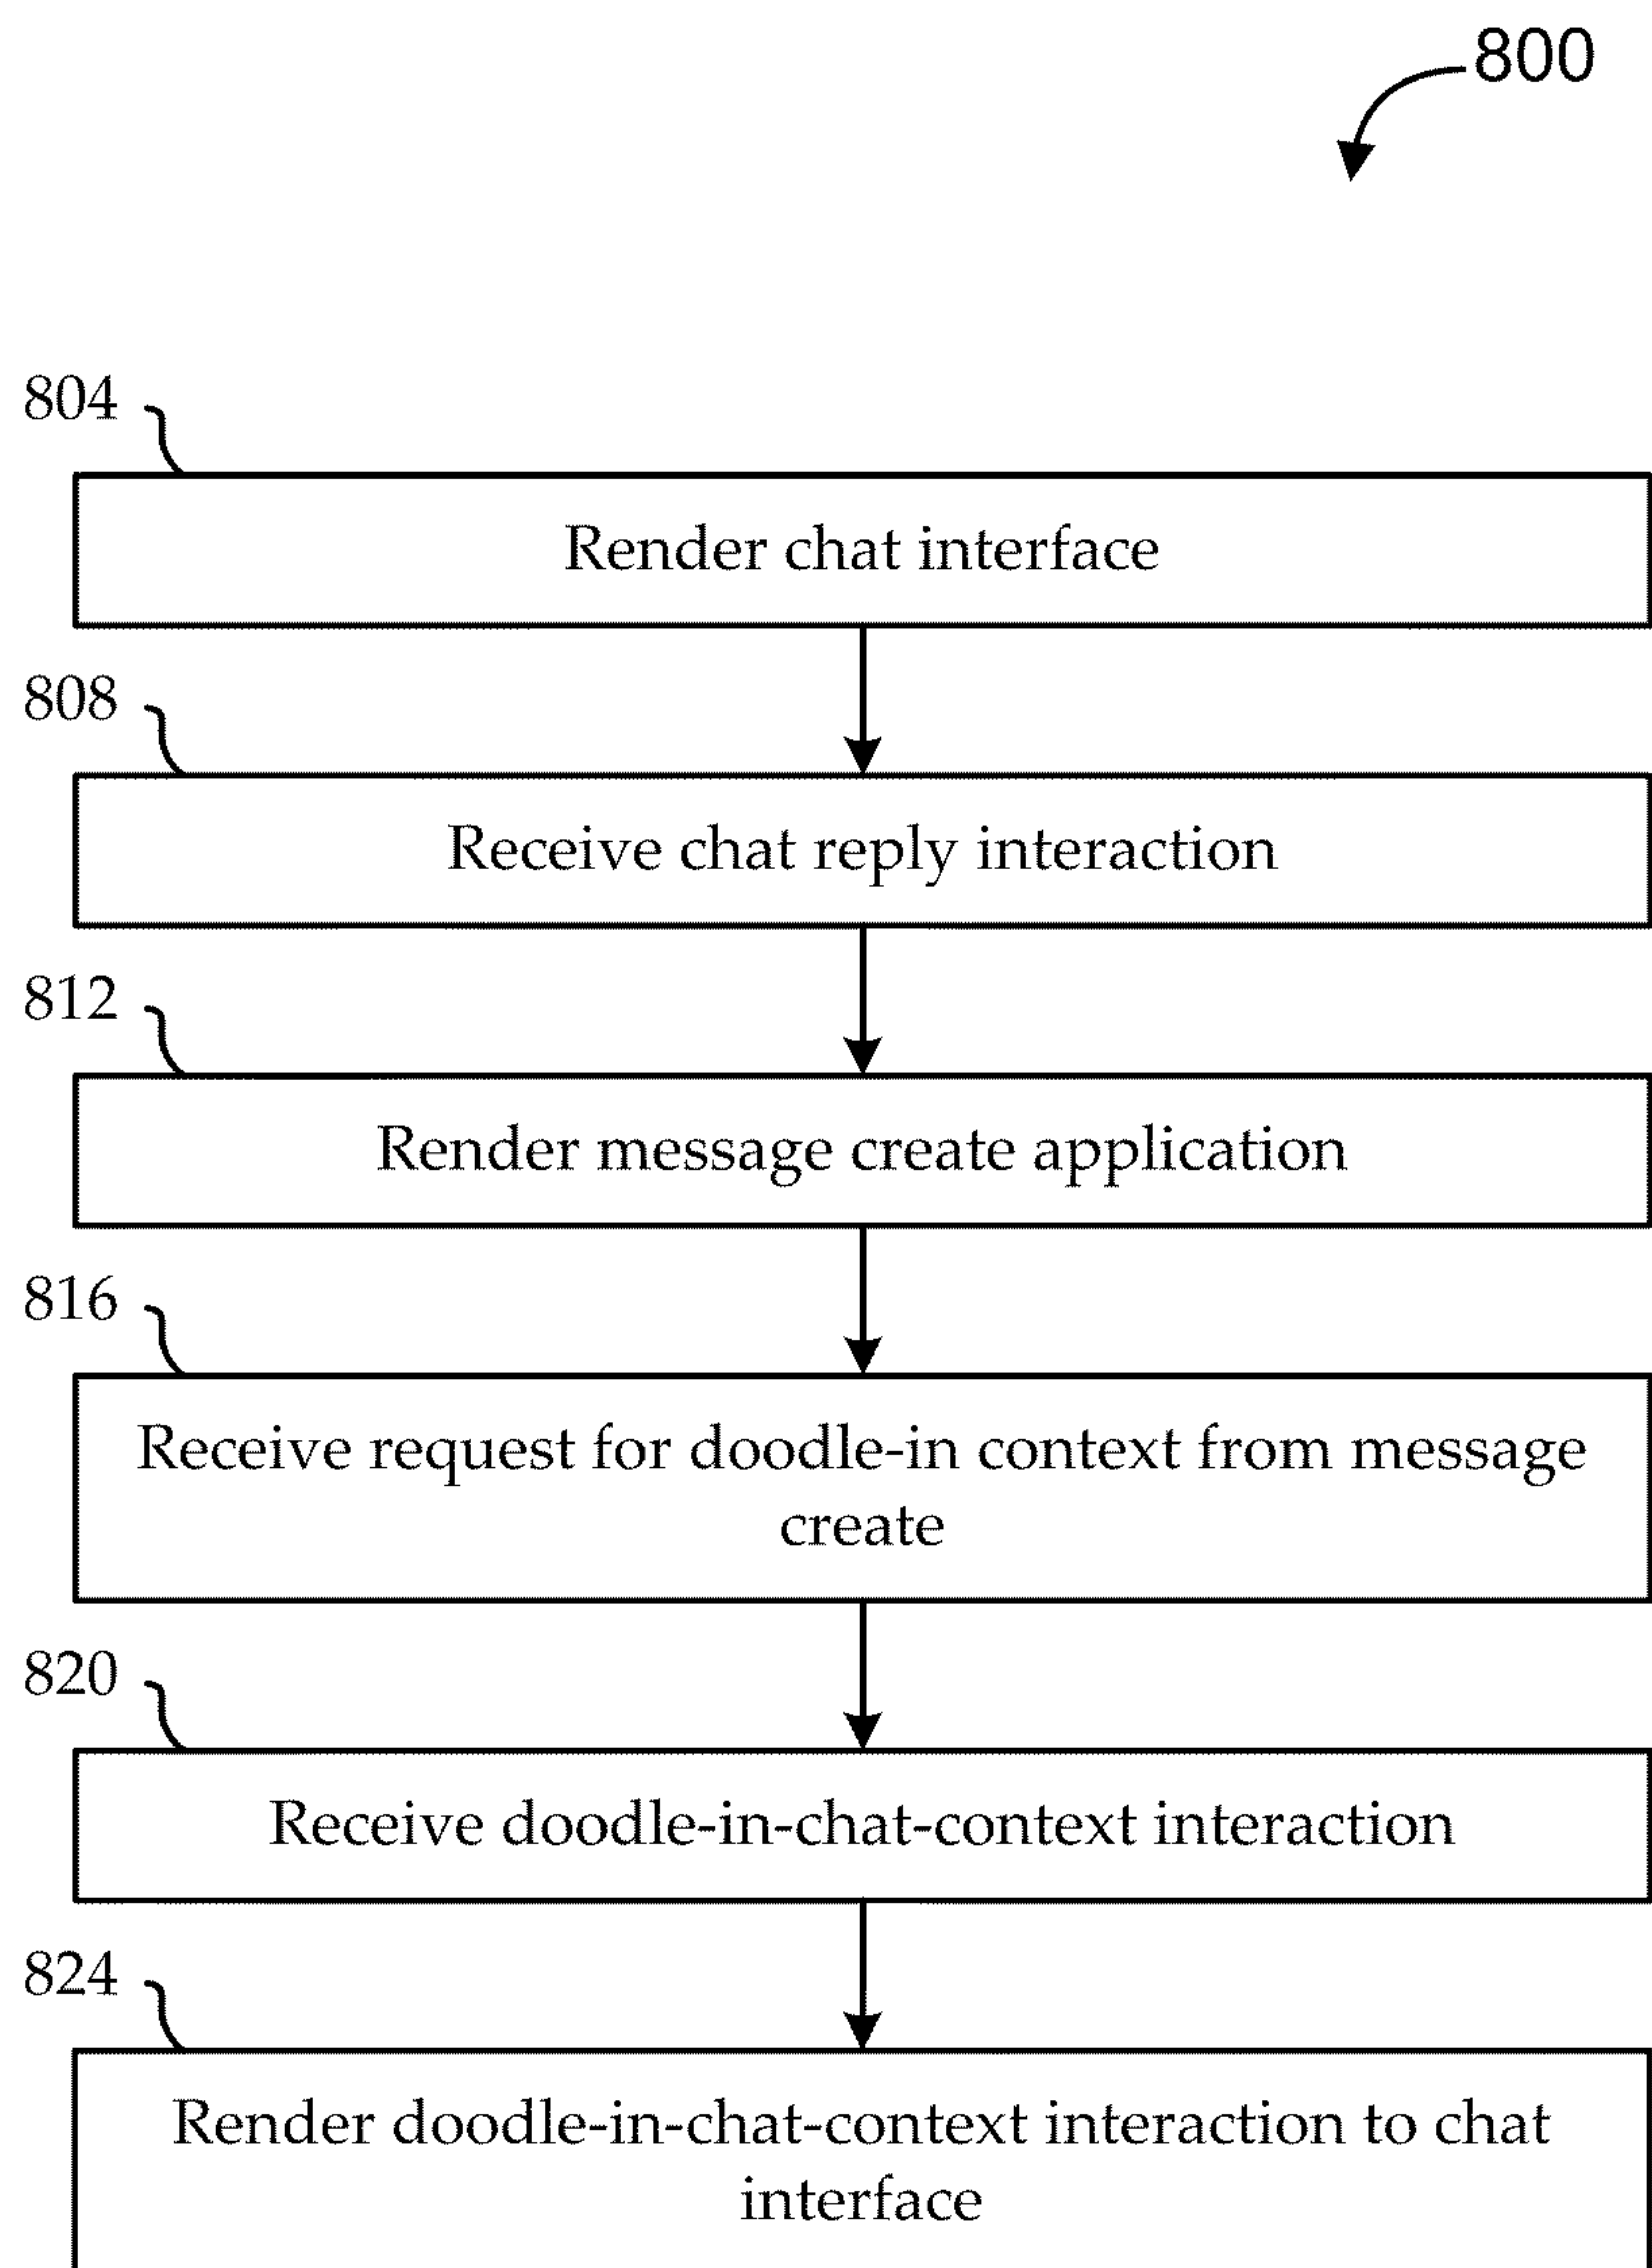 800
804
Render chat interface
808
Receive chat reply interaction
812
Render message create application
816
Receive request for doodle-in context from message
create
820
Receive doodle-in-chat-context interaction
824
Render doodle-in-chat-context interaction to chat
interface